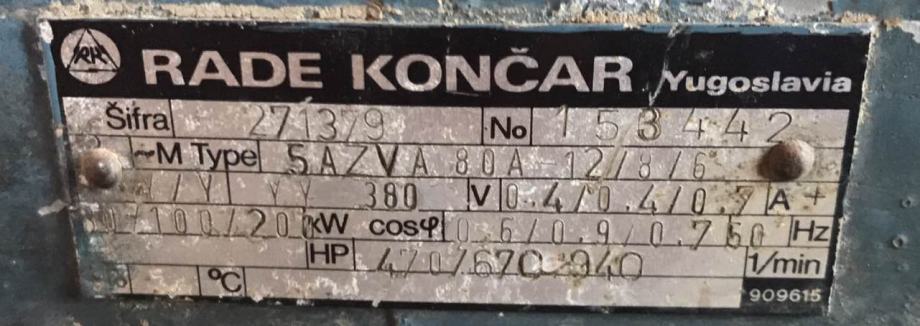 RK RADE KONČAR Yugoslavia
Šifra 271379 No 153442
~M Type 5AZVA 80A-12/8/6
Y/Y YY 380 V 0.4/0.4/0.7 A
/100/200 kW cosφ 0.6/0.9/0.7 50 Hz
HP 470/670 940 1/min
% °C 909615